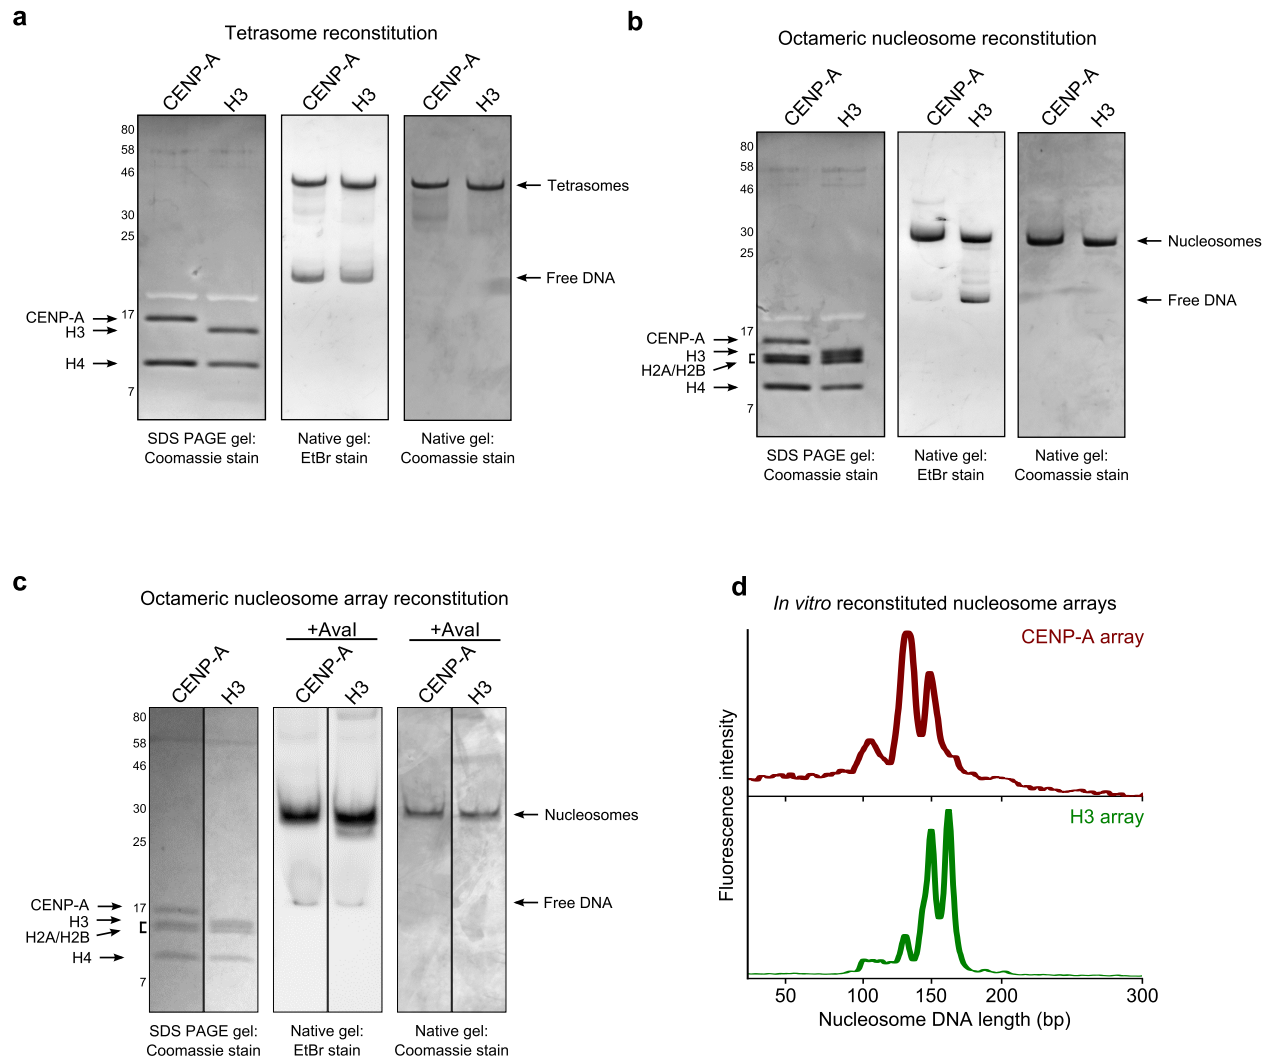 a
Tetrasome reconstitution
CENP-A
H3
CENP-A
H3
CENP-A
H3
80
58
46
30
25
17
7
CENP-A
H3
H4
Tetrasomes
Free DNA
SDS PAGE gel:
Coomassie stain
Native gel:
EtBr stain
Native gel:
Coomassie stain
b
Octameric nucleosome reconstitution
CENP-A
H3
CENP-A
H3
CENP-A
H3
80
58
46
30
25
17
7
CENP-A
H3
H2A/H2B
H4
Nucleosomes
Free DNA
SDS PAGE gel:
Coomassie stain
Native gel:
EtBr stain
Native gel:
Coomassie stain
c
Octameric nucleosome array reconstitution
+AvaI
+AvaI
CENP-A
H3
CENP-A
H3
CENP-A
H3
80
58
46
30
25
17
7
CENP-A
H3
H2A/H2B
H4
Nucleosomes
Free DNA
SDS PAGE gel:
Coomassie stain
Native gel:
EtBr stain
Native gel:
Coomassie stain
d
In vitro reconstituted nucleosome arrays
CENP-A array
H3 array
Fluorescence intensity
50 100 150 200 300
Nucleosome DNA length (bp)